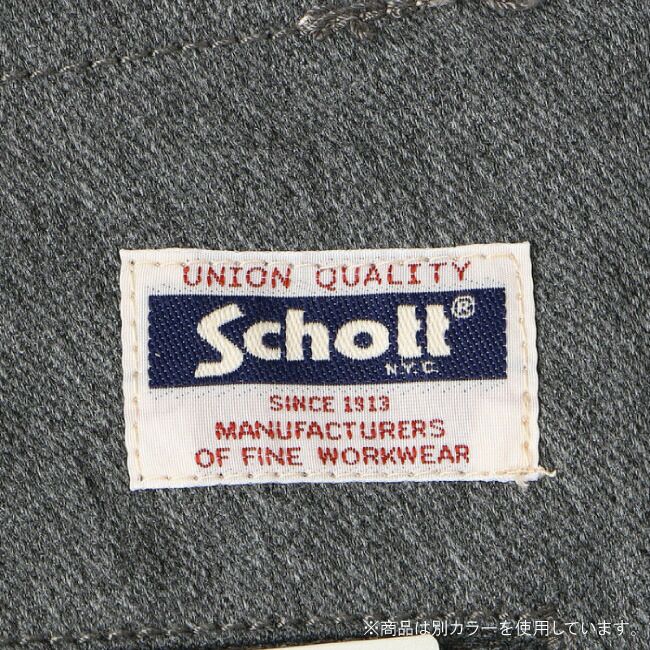 UNION QUALITY
Schott®
N.Y.C.
SINCE 1913
MANUFACTURERS
OF FINE WORKWEAR
※商品は別カラーを使用しています。